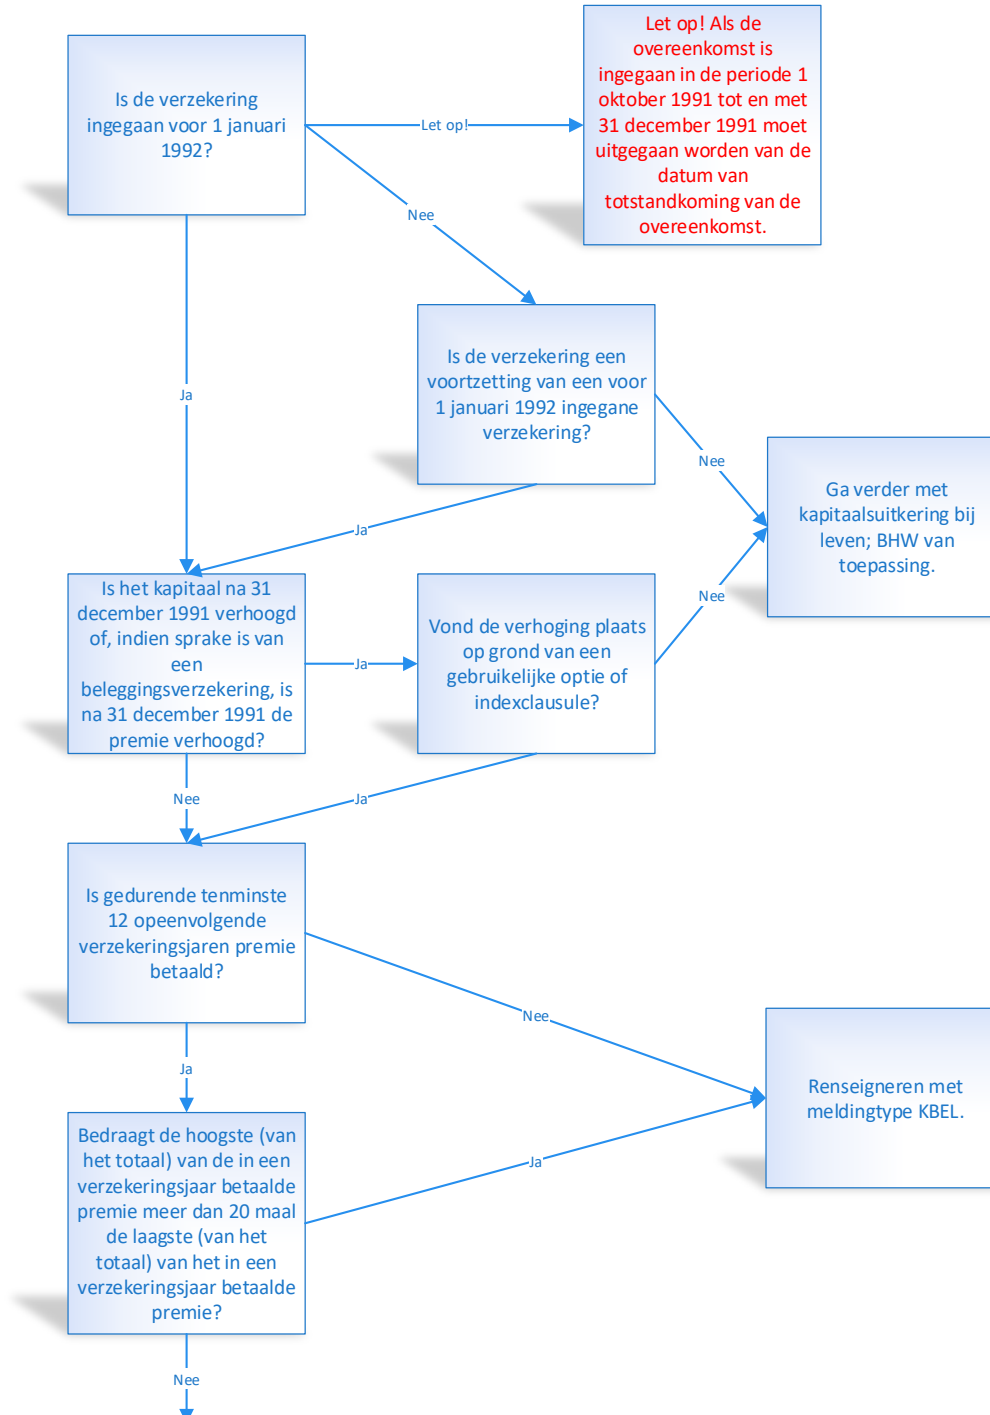 Is de verzekering
ingegaan voor 1 januari
1992?
Let op!
Let op! Als de
overeenkomst is
ingegaan in de periode 1
oktober 1991 tot en met
31 december 1991 moet
uitgegaan worden van de
datum van
totstandkoming van de
overeenkomst.
Nee
Ja
Is de verzekering een
voortzetting van een voor
1 januari 1992 ingegane
verzekering?
Nee
Ja
Ga verder met
kapitaalsuitkering bij
leven; BHW van
toepassing.
Is het kapitaal na 31
december 1991 verhoogd
of, indien sprake is van
een
beleggingsverzekering, is
na 31 december 1991 de
premie verhoogd?
Ja
Vond de verhoging plaats
op grond van een
gebruikelijke optie of
indexclausule?
Nee
Nee
Ja
Is gedurende tenminste
12 opeenvolgende
verzekeringsjaren premie
betaald?
Nee
Ja
Renseigneren met
meldingtype KBEL.
Bedraagt de hoogste (van
het totaal) van de in een
verzekeringsjaar betaalde
premie meer dan 20 maal
de laagste (van het
totaal) van het in een
verzekeringsjaar betaalde
premie?
Ja
Nee